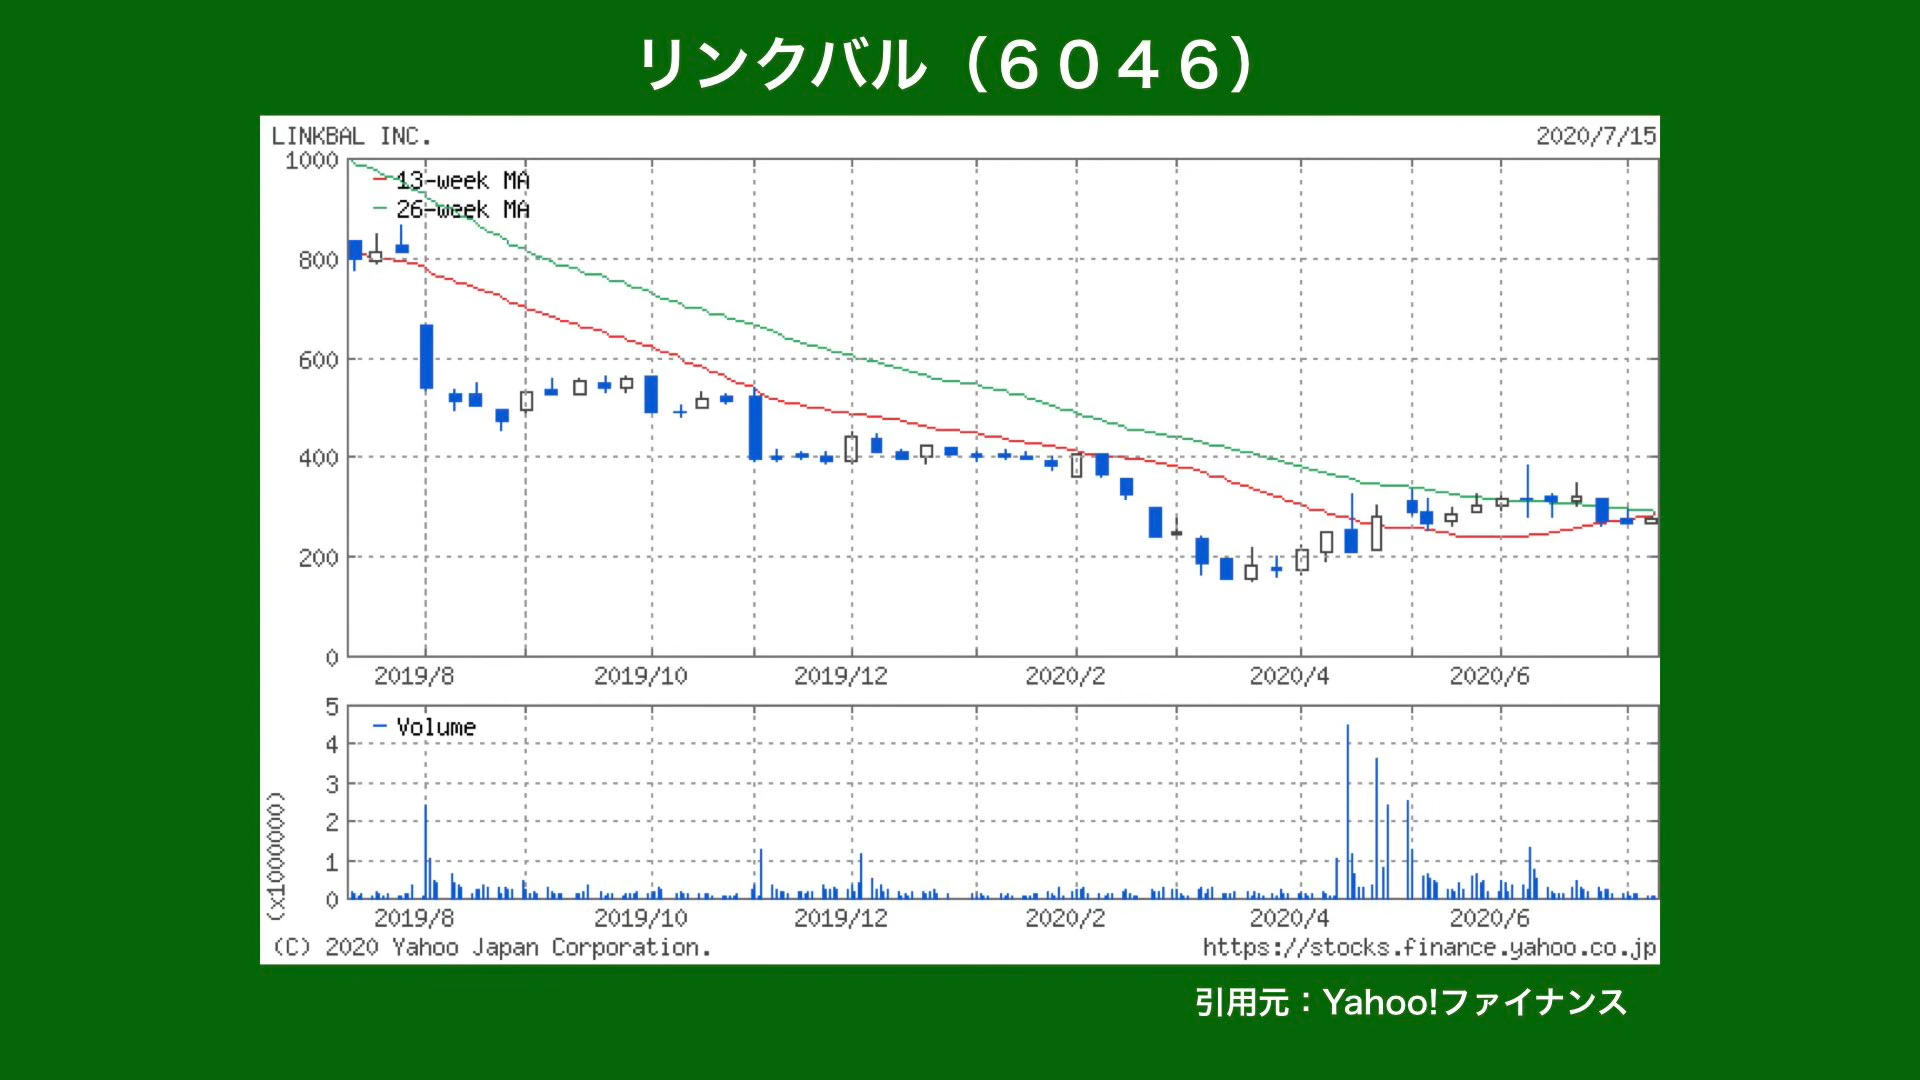 リンクバル（６０４６）
LINKBAL INC. 2020/7/15
1000
13-week MA
26-week MA
800
600
400
200
0
2019/8 2019/10 2019/12 2020/2 2020/4 2020/6
5
Volume
4
3
2
1
0
(x1000000)
2019/8 2019/10 2019/12 2020/2 2020/4 2020/6
(C) 2020 Yahoo Japan Corporation. https://stocks.finance.yahoo.co.jp
引用元：Yahoo!ファイナンス